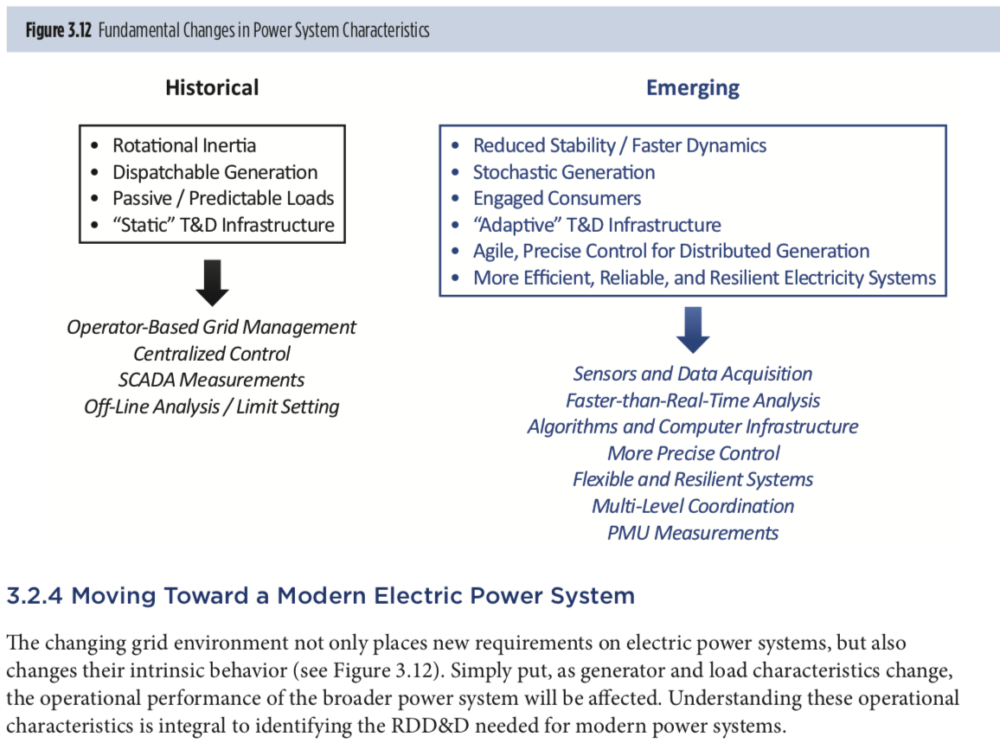 Figure 3.12 Fundamental Changes in Power System Characteristics
Historical
• Rotational Inertia
• Dispatchable Generation
• Passive / Predictable Loads
• “Static” T&D Infrastructure
Operator-Based Grid Management
Centralized Control
SCADA Measurements
Off-Line Analysis / Limit Setting
Emerging
• Reduced Stability / Faster Dynamics
• Stochastic Generation
• Engaged Consumers
• “Adaptive” T&D Infrastructure
• Agile, Precise Control for Distributed Generation
• More Efficient, Reliable, and Resilient Electricity Systems
Sensors and Data Acquisition
Faster-than-Real-Time Analysis
Algorithms and Computer Infrastructure
More Precise Control
Flexible and Resilient Systems
Multi-Level Coordination
PMU Measurements
3.2.4 Moving Toward a Modern Electric Power System
The changing grid environment not only places new requirements on electric power systems, but also
changes their intrinsic behavior (see Figure 3.12). Simply put, as generator and load characteristics change,
the operational performance of the broader power system will be affected. Understanding these operational
characteristics is integral to identifying the RDD&D needed for modern power systems.